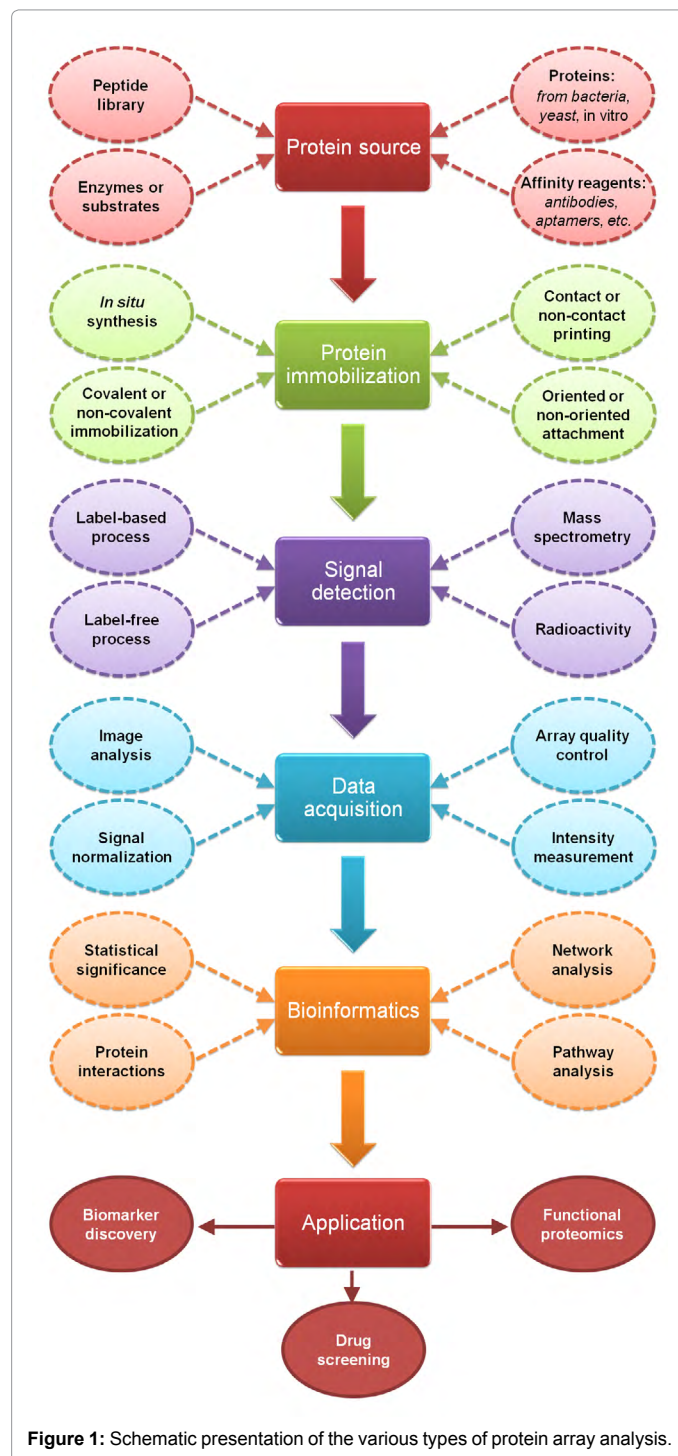 Peptide
library
Proteins:
from bacteria,
yeast, in vitro
Protein source
Enzymes or
substrates
Affinity reagents:
antibodies,
aptamers, etc.
In situ
synthesis
Contact or
non-contact
printing
Protein
immobilization
Covalent or
non-covalent
immobilization
Oriented or
non-oriented
attachment
Label-based
process
Mass
spectrometry
Signal
detection
Label-free
process
Radioactivity
Image
analysis
Array quality
control
Data
acquisition
Signal
normalization
Intensity
measurement
Statistical
significance
Network
analysis
Bioinformatics
Protein
interactions
Pathway
analysis
Biomarker
discovery
Application
Functional
proteomics
Drug
screening
Figure 1: Schematic presentation of the various types of protein array analysis.